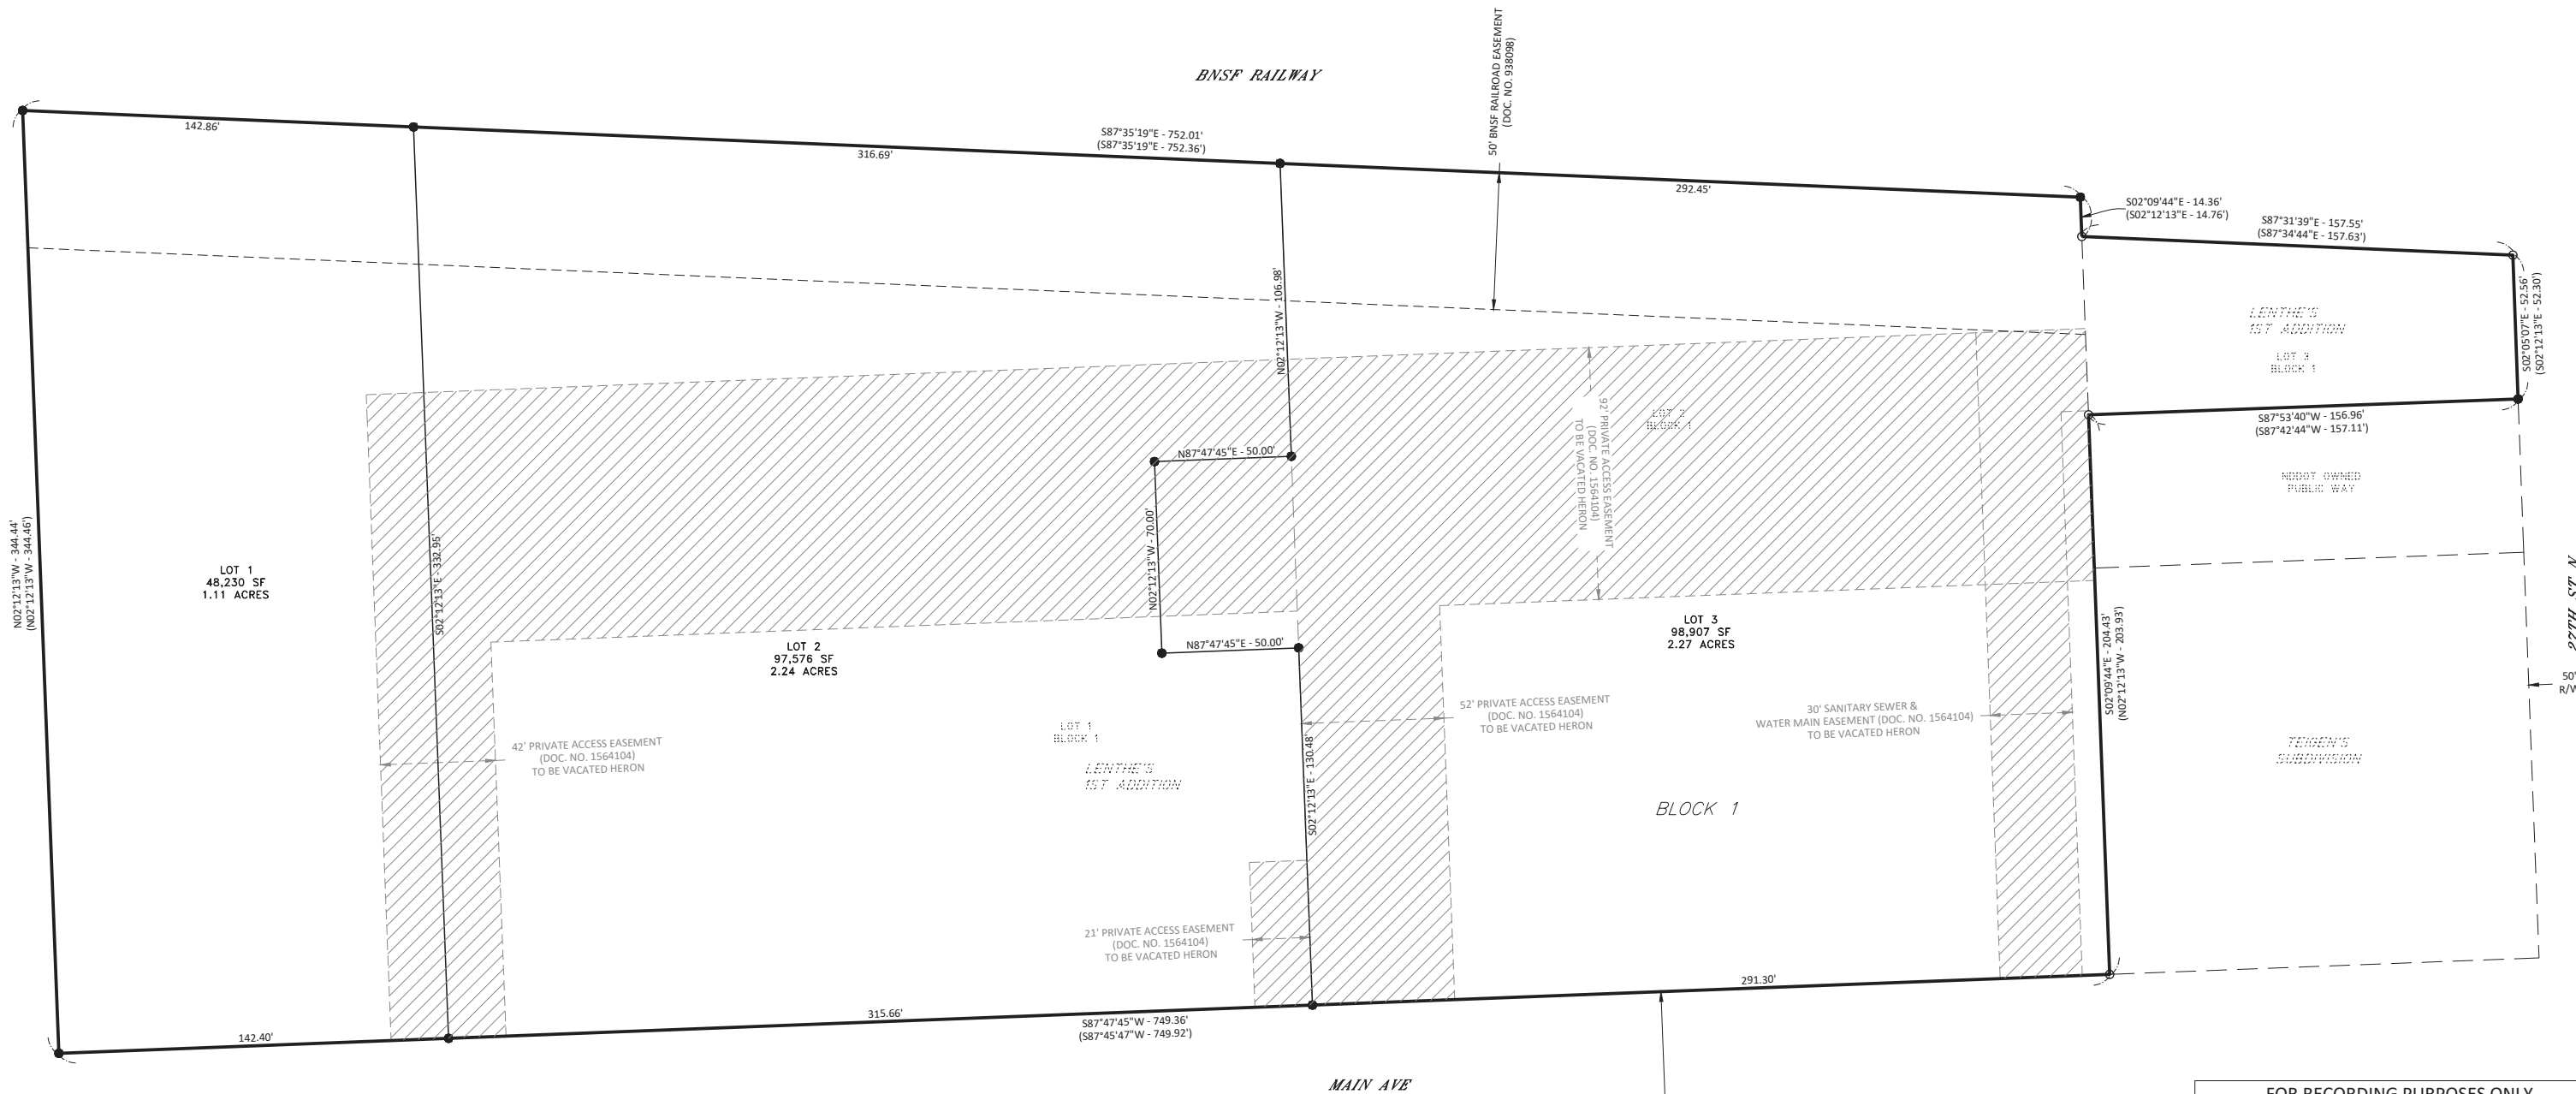 BNSF RAILWAY
50' BNSF RAILROAD EASEMENT
(DOC. NO. 938098)
142.86'
316.69'
S87°35'19"E - 752.01'
(S87°35'19"E - 752.36')
292.45'
S02°09'44"E - 14.36'
(S02°12'13"E - 14.76')
S87°31'39"E - 157.55'
(S87°34'44"E - 157.63')
S02°05'07"E - 52.56'
(S02°12'13"E - 52.30')
LENTHE'S
1ST ADDITION
LOT 3
BLOCK 1
N02°12'13"W - 106.98'
LOT 2
BLOCK 1
92' PRIVATE ACCESS EASEMENT
(DOC. NO. 1564104)
TO BE VACATED HERON
S87°53'40"W - 156.96'
(S87°42'44"W - 157.11')
NDDOT OWNED
PUBLIC WAY
N87°47'45"E - 50.00'
N02°12'13"W - 70.00'
N87°47'45"E - 50.00'
N02°12'13"W - 344.44'
(N02°12'13"W - 344.46')
LOT 1
48,230 SF
1.11 ACRES
S02°12'13"E - 332.95'
LOT 2
97,576 SF
2.24 ACRES
LOT 3
98,907 SF
2.27 ACRES
S02°09'44"E - 204.43'
(N02°12'13"W - 203.93')
27TH ST N
50'
R/W
42' PRIVATE ACCESS EASEMENT
(DOC. NO. 1564104)
TO BE VACATED HERON
LOT 1
BLOCK 1
LENTHE'S
1ST ADDITION
S02°12'13"E - 130.48'
52' PRIVATE ACCESS EASEMENT
(DOC. NO. 1564104)
TO BE VACATED HERON
30' SANITARY SEWER &
WATER MAIN EASEMENT (DOC. NO. 1564104)
TO BE VACATED HERON
TEIGEN'S
SUBDIVISION
BLOCK 1
21' PRIVATE ACCESS EASEMENT
(DOC. NO. 1564104)
TO BE VACATED HERON
142.40'
315.66'
S87°47'45"W - 749.36'
(S87°45'47"W - 749.92')
291.30'
MAIN AVE
FOR RECORDING PURPOSES ONLY